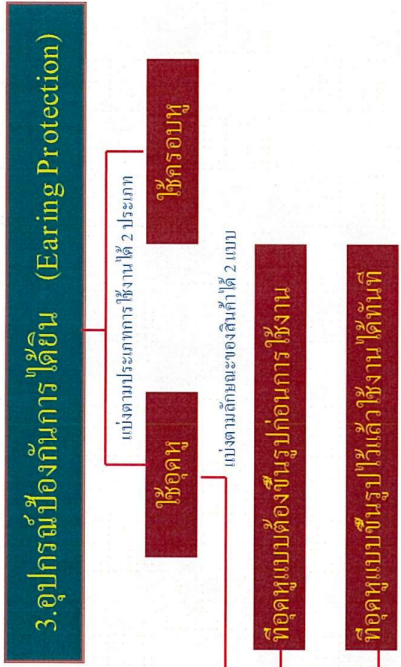 3.อุปกรณ์ป้องกันการได้ยิน (Earing Protection)
แบ่งตามประเภทการใช้งานได้ 2 ประเภท
ใช้อุดหู
ใช้ครอบหู
แบ่งตามลักษณะของสินค้าได้ 2 แบบ
ที่อุดหูแบบต้องขึ้นรูปก่อนการใช้งาน
ที่อุดหูแบบขึ้นรูปไว้แล้วใช้งานได้ทันที